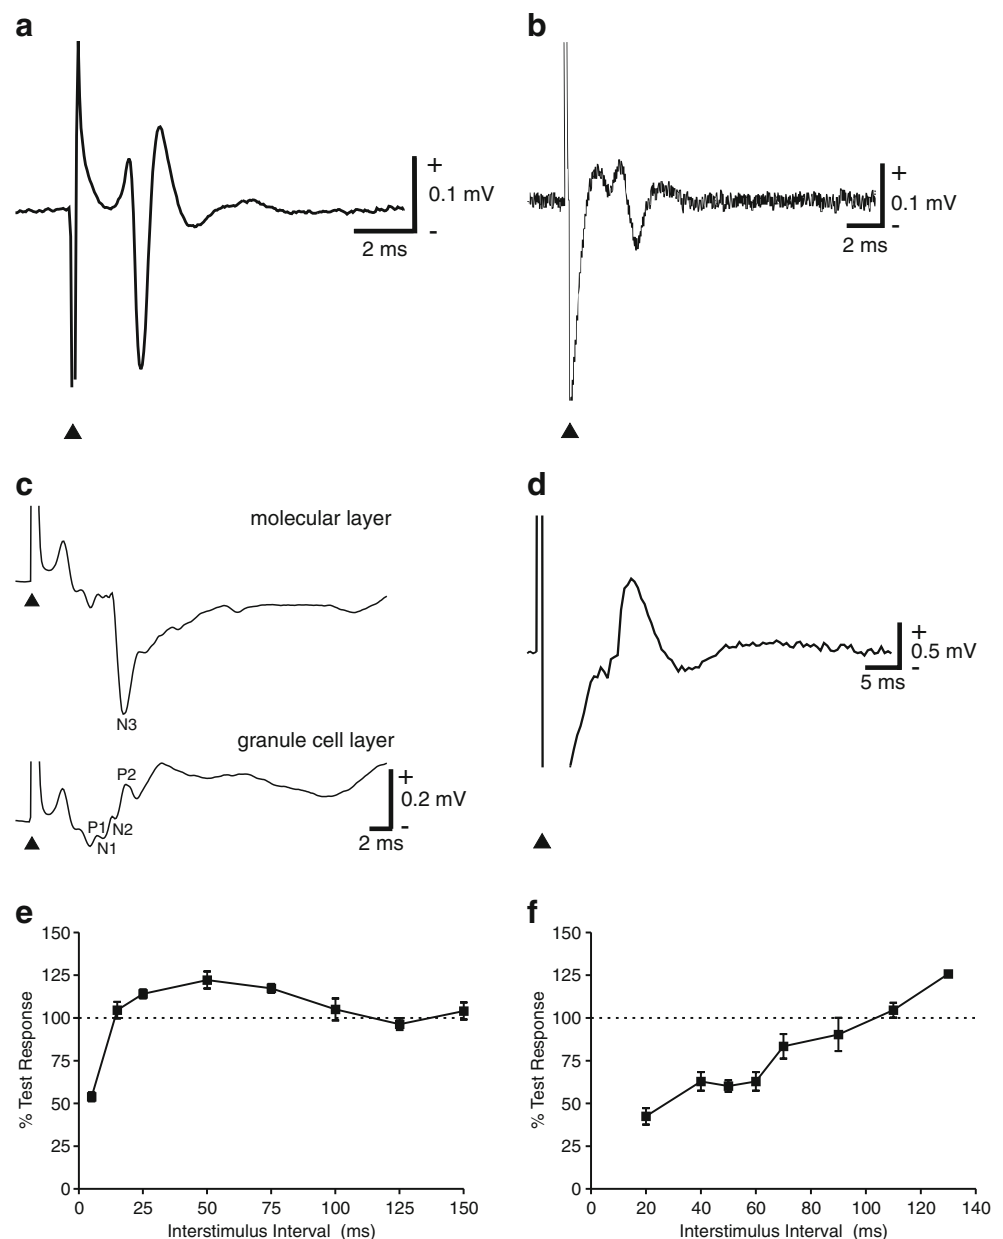 a
+
0.1 mV
-
2 ms
b
+
0.1 mV
-
2 ms
c
molecular layer
N3
granule cell layer
P2
P1
N2
N1
+
0.2 mV
-
2 ms
d
+
0.5 mV
-
5 ms
e
150
125
100
75
50
25
0
% Test Response
0 25 50 75 100 125 150
Interstimulus Interval (ms)
f
150
125
100
75
50
25
0
% Test Response
0 20 40 60 80 100 120 140
Interstimulus Interval (ms)